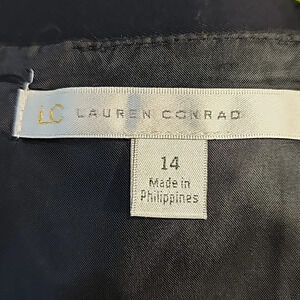 LC LAUREN CONRAD
14
Made in
Philippines